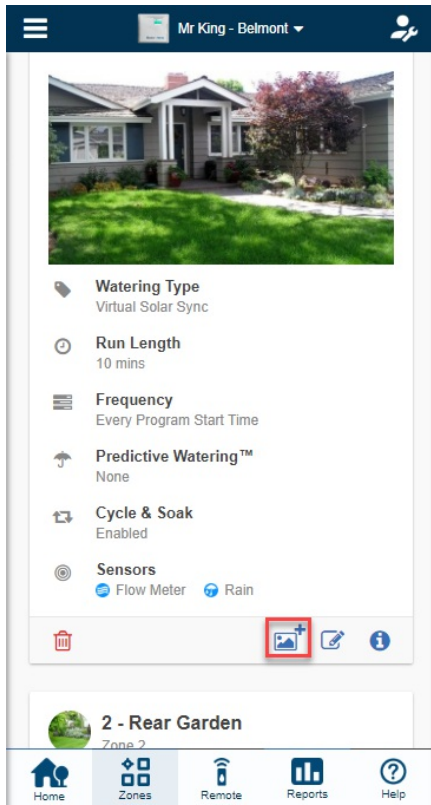 Mr King - Belmont
Watering Type
Virtual Solar Sync
Run Length
10 mins
Frequency
Every Program Start Time
Predictive Watering™
None
Cycle & Soak
Enabled
Sensors
Flow Meter Rain
2 - Rear Garden
Zone 2
Home Zones Remote Reports Help